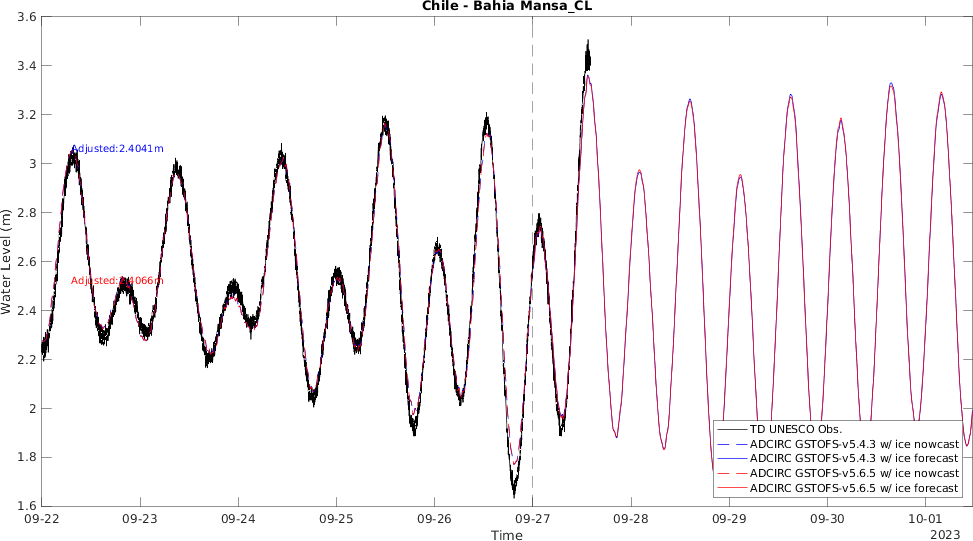 Chile - Bahia Mansa_CL
3.6
3.4
3.2
3
2.8
2.6
2.4
2.2
2
1.8
1.6
Water Level (m)
Adjusted:2.4041m
Adjusted:2.4066m
TD UNESCO Obs.
ADCIRC GSTOFS-v5.4.3 w/ ice nowcast
ADCIRC GSTOFS-v5.4.3 w/ ice forecast
ADCIRC GSTOFS-v5.6.5 w/ ice nowcast
ADCIRC GSTOFS-v5.6.5 w/ ice forecast
09-22 09-23 09-24 09-25 09-26 09-27 09-28 09-29 09-30 10-01
Time
2023